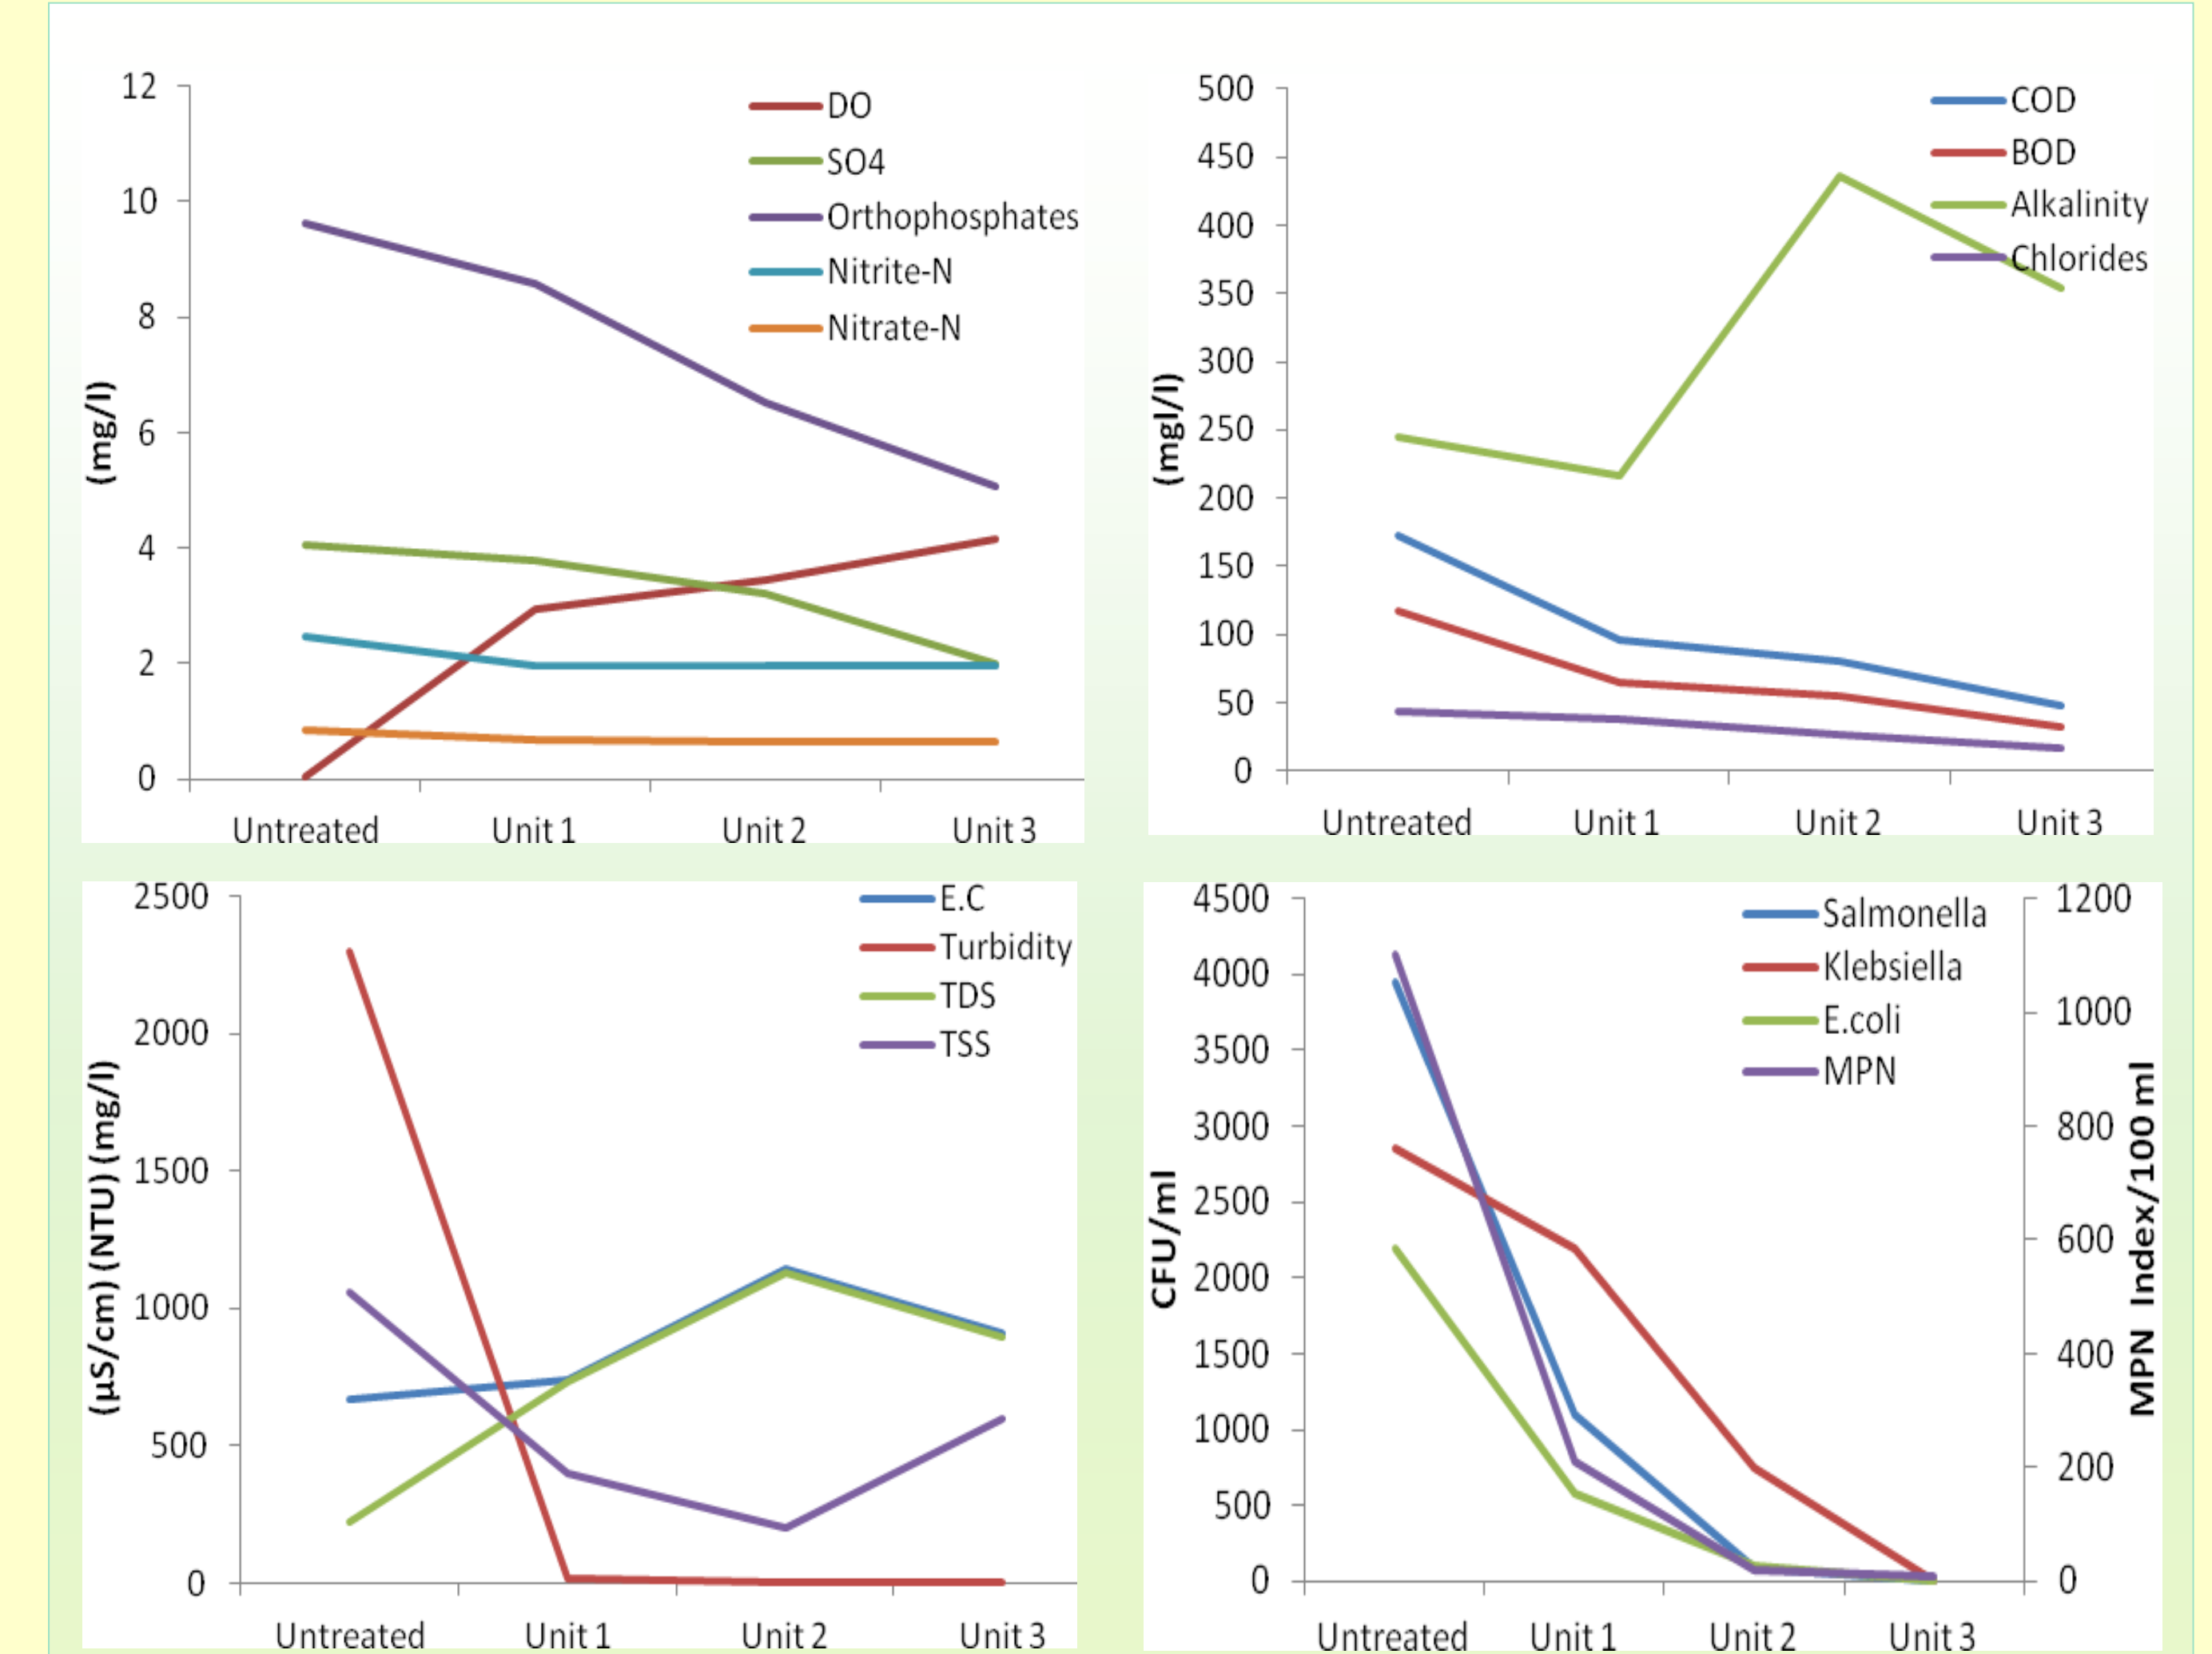 12
10
8
6
4
2
0
(mg/l)
DO
SO4
Orthophosphates
Nitrite-N
Nitrate-N
Untreated Unit 1 Unit 2 Unit 3
500
450
400
350
300
250
200
150
100
50
0
(mgl/l)
COD
BOD
Alkalinity
Chlorides
Untreated Unit 1 Unit 2 Unit 3
2500
2000
1500
1000
500
0
(µS/cm) (NTU) (mg/l)
E.C
Turbidity
TDS
TSS
Untreated Unit 1 Unit 2 Unit 3
4500
4000
3500
3000
2500
2000
1500
1000
500
0
CFU/ml
Salmonella
Klebsiella
E.coli
MPN
1200
1000
800
600
400
200
0
MPN Index/100 ml
Untreated Unit 1 Unit 2 Unit 3